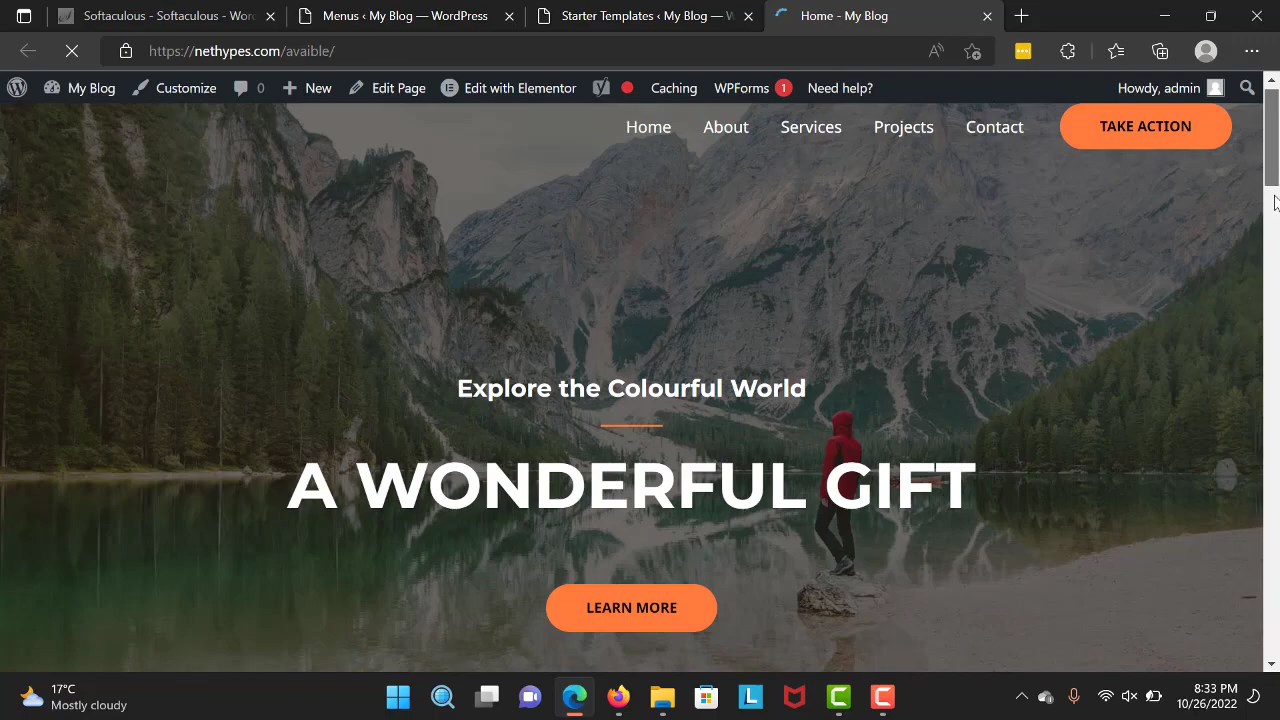 Softaculous - Softaculous - Wor
Menus ‹ My Blog — WordPress
Starter Templates ‹ My Blog — W
Home - My Blog
https://nethypes.com/avaible/
My Blog
Customize
0
New
Edit Page
Edit with Elementor
Caching
WPForms 1
Need help?
Howdy, admin
Home
About
Services
Projects
Contact
TAKE ACTION
Explore the Colourful World
A WONDERFUL GIFT
LEARN MORE
17°C
Mostly cloudy
8:33 PM
10/26/2022